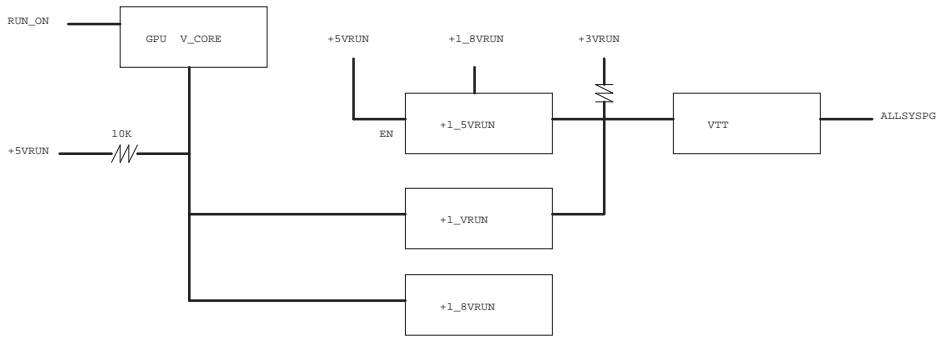 RUN_ON
GPU V_CORE
+5VRUN
+1_8VRUN
+3VRUN
EN
+1_5VRUN
VTT
ALLSYSPG
10K
+5VRUN
+1_VRUN
+1_8VRUN